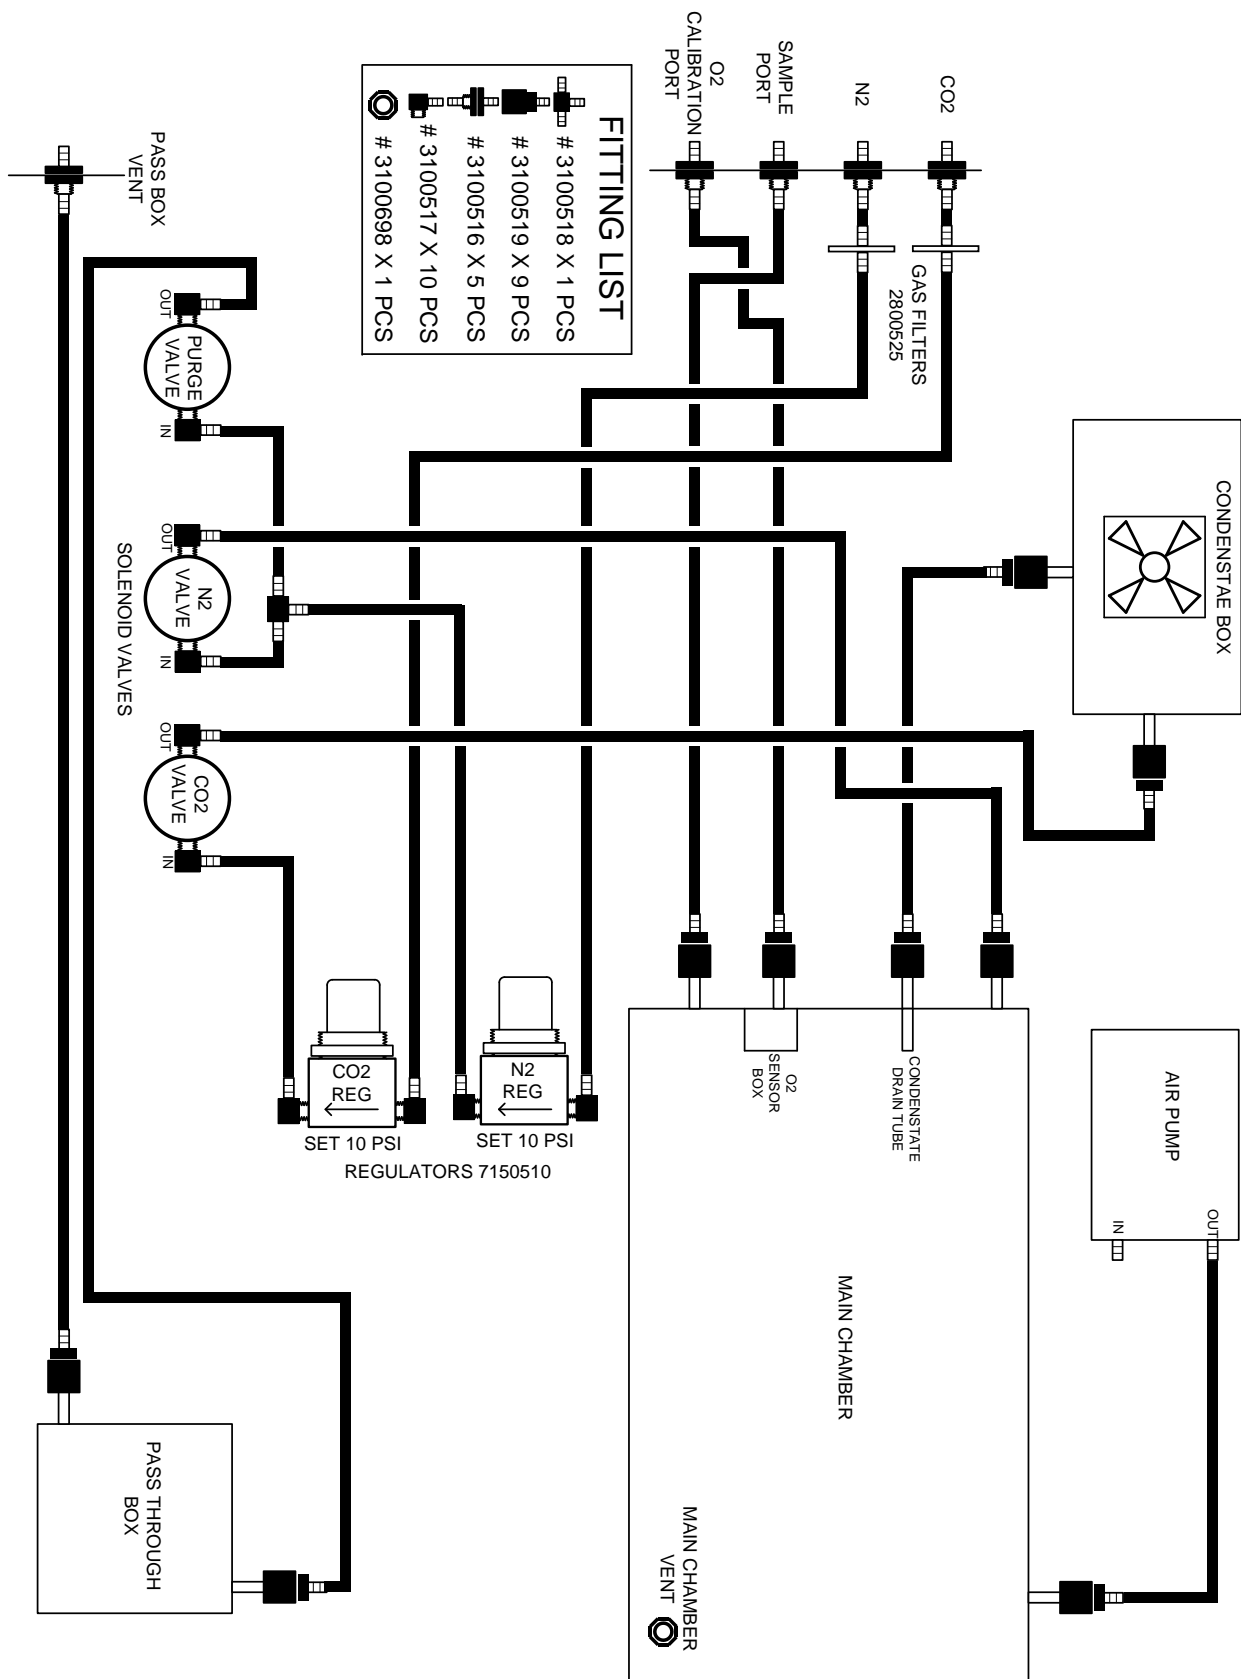 O2
CALIBRATION
PORT
SAMPLE
PORT
N2
CO2
FITTING LIST
# 3100518 X 1 PCS
# 3100519 X 9 PCS
# 3100516 X 5 PCS
# 3100517 X 10 PCS
# 3100698 X 1 PCS
GAS FILTERS
2800525
PASS BOX
VENT
OUT
PURGE
VALVE
IN
OUT
N2
VALVE
IN
SOLENOID VALVES
OUT
CO2
VALVE
IN
CONDENSTAE BOX
CO2
REG
SET 10 PSI
N2
REG
SET 10 PSI
REGULATORS 7150510
O2
SENSOR
BOX
CONDENSTATE
DRAIN TUBE
AIR PUMP
IN
OUT
MAIN CHAMBER
MAIN CHAMBER
VENT
PASS THROUGH
BOX